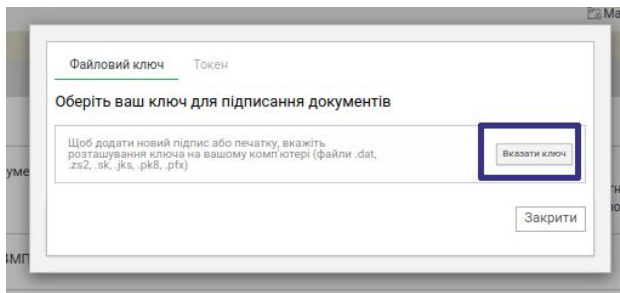 Ма
Файловий ключ Токен
Оберіть ваш ключ для підписання документів
Щоб додати новий підпис або печатку, вкажіть
розташування ключа на вашому комп'ютері (файли .dat,
.zs2, .sk, .jks, .pk8, .pfx)
Вказати ключ
Закрити